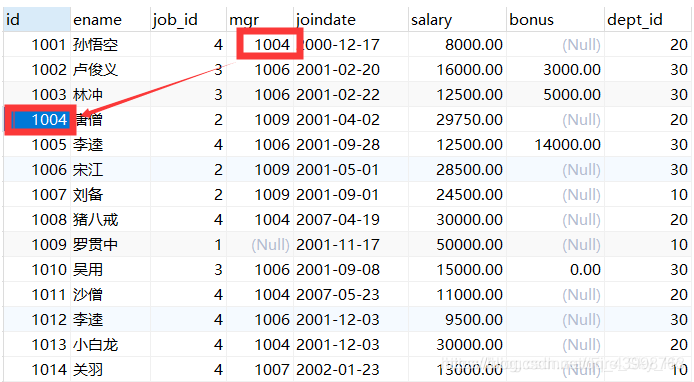 id ename job_id mgr joindate salary bonus dept_id
1001 孙悟空 4 1004 2000-12-17 8000.00 (Null) 20
1002 卢俊义 3 1006 2001-02-20 16000.00 3000.00 30
1003 林冲 3 1006 2001-02-22 12500.00 5000.00 30
1004 唐僧 2 1009 2001-04-02 29750.00 (Null) 20
1005 李逵 4 1006 2001-09-28 12500.00 14000.00 30
1006 宋江 2 1009 2001-05-01 28500.00 (Null) 30
1007 刘备 2 1009 2001-09-01 24500.00 (Null) 10
1008 猪八戒 4 1004 2007-04-19 30000.00 (Null) 20
1009 罗贯中 1 (Null) 2001-11-17 50000.00 (Null) 10
1010 吴用 3 1006 2001-09-08 15000.00 0.00 30
1011 沙僧 4 1004 2007-05-23 11000.00 (Null) 20
1012 李逵 4 1006 2001-12-03 9500.00 (Null) 30
1013 小白龙 4 1004 2001-12-03 30000.00 (Null) 20
1014 关羽 4 1007 2002-01-23 13000.00 (Null) 10